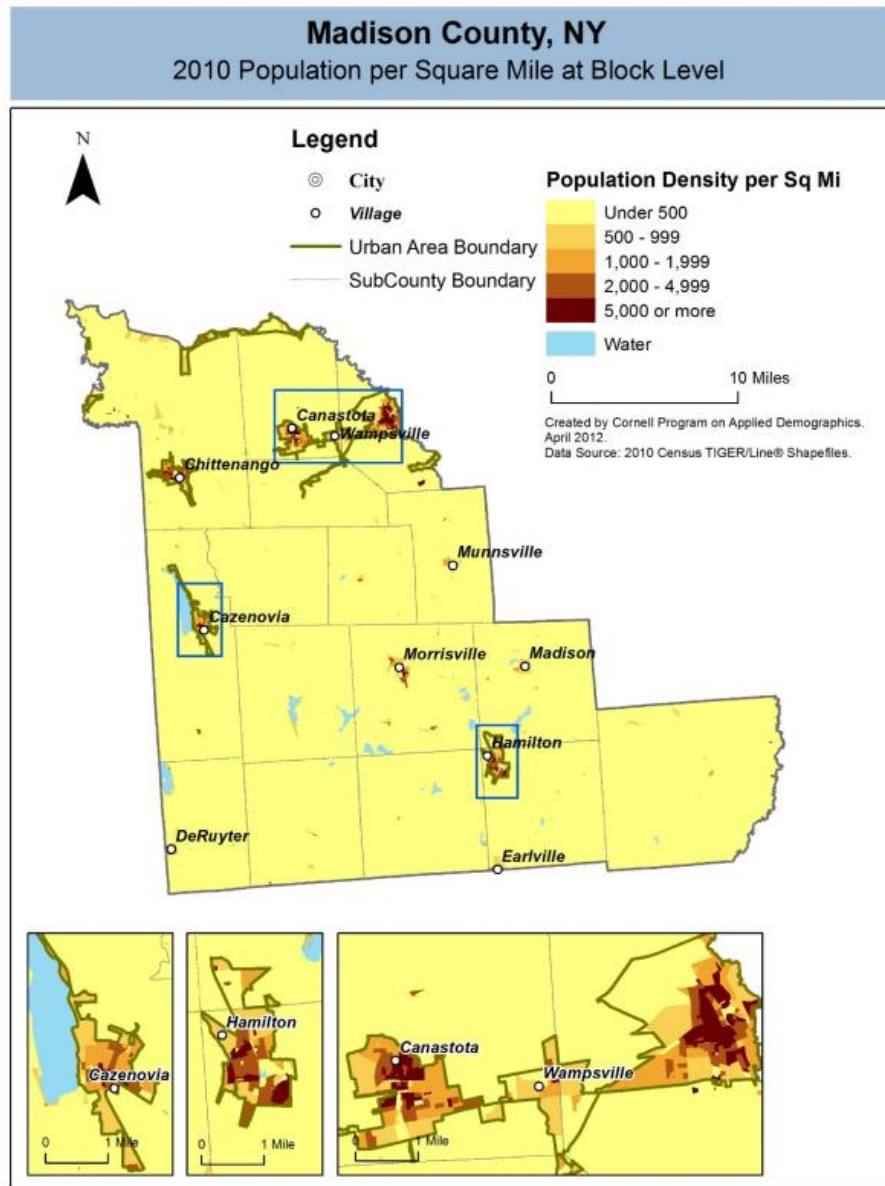 Madison County, NY
2010 Population per Square Mile at Block Level
N
Legend
City
Village
Urban Area Boundary
SubCounty Boundary
Population Density per Sq Mi
Under 500
500 - 999
1,000 - 1,999
2,000 - 4,999
5,000 or more
Water
0 10 Miles
Created by Cornell Program on Applied Demographics.
April 2012.
Data Source: 2010 Census TIGER/Line® Shapefiles.
Canastota
Wampsville
Chittenango
Munnsville
Cazenovia
Morrisville
Madison
Hamilton
DeRuyter
Earlville
Cazenovia
0 1 Mile
Hamilton
0 1 Mile
Canastota
Wampsville
0 1 Mile